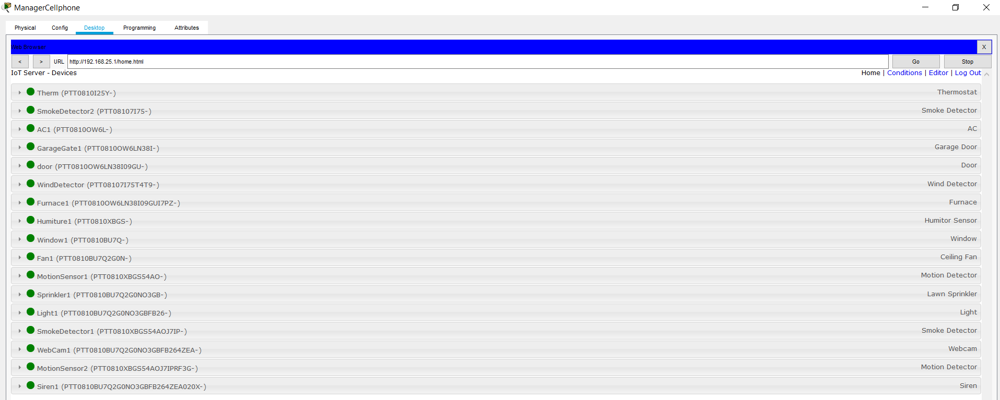 ManagerCellphone
Physical Config Desktop Programming Attributes
Web Browser X
< > URL http://192.168.25.1/home.html Go Stop
IoT Server - Devices Home | Conditions | Editor | Log Out
Therm (PTT0810I25Y-) Thermostat
SmokeDetector2 (PTT08107I75-) Smoke Detector
AC1 (PTT0810OW6L-) AC
GarageGate1 (PTT0810OW6LN38I-) Garage Door
door (PTT0810OW6LN38I09GU-) Door
WindDetector (PTT08107I75T4T9-) Wind Detector
Furnace1 (PTT0810OW6LN38I09GUI7PZ-) Furnace
Humiture1 (PTT0810XBGS-) Humitor Sensor
Window1 (PTT0810BU7Q-) Window
Fan1 (PTT0810BU7Q2G0N-) Ceiling Fan
MotionSensor1 (PTT0810XBGS54AO-) Motion Detector
Sprinkler1 (PTT0810BU7Q2G0NO3GB-) Lawn Sprinkler
Light1 (PTT0810BU7Q2G0NO3GBFB26-) Light
SmokeDetector1 (PTT0810XBGS54AOJ7IP-) Smoke Detector
WebCam1 (PTT0810BU7Q2G0NO3GBFB264ZEA-) Webcam
MotionSensor2 (PTT0810XBGS54AOJ7IPRF3G-) Motion Detector
Siren1 (PTT0810BU7Q2G0NO3GBFB264ZEA020X-) Siren